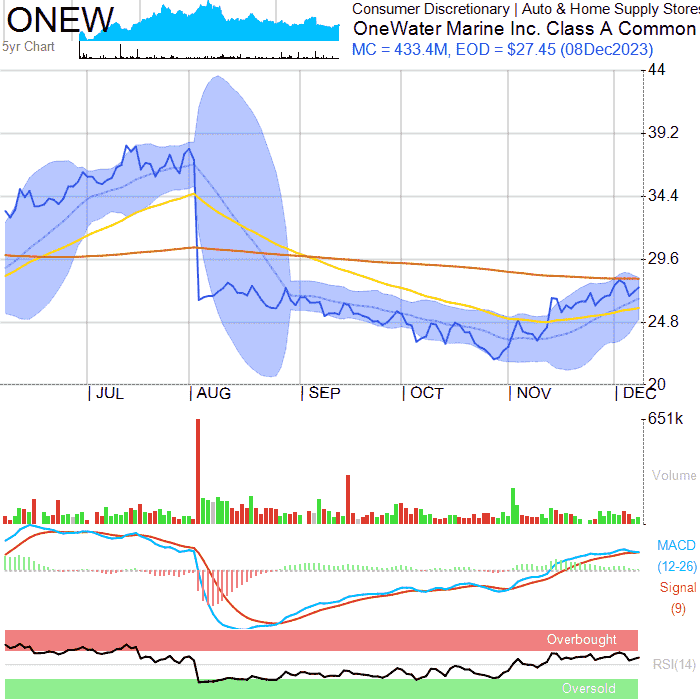 ONEW
5yr Chart
Consumer Discretionary | Auto & Home Supply Stores
OneWater Marine Inc. Class A Common
MC = 433.4M, EOD = $27.45 (08Dec2023)
44
39.2
34.4
29.6
24.8
20
JUL AUG SEP OCT NOV DEC
651k
Volume
MACD
(12-26)
Signal
(9)
Overbought
RSI(14)
Oversold